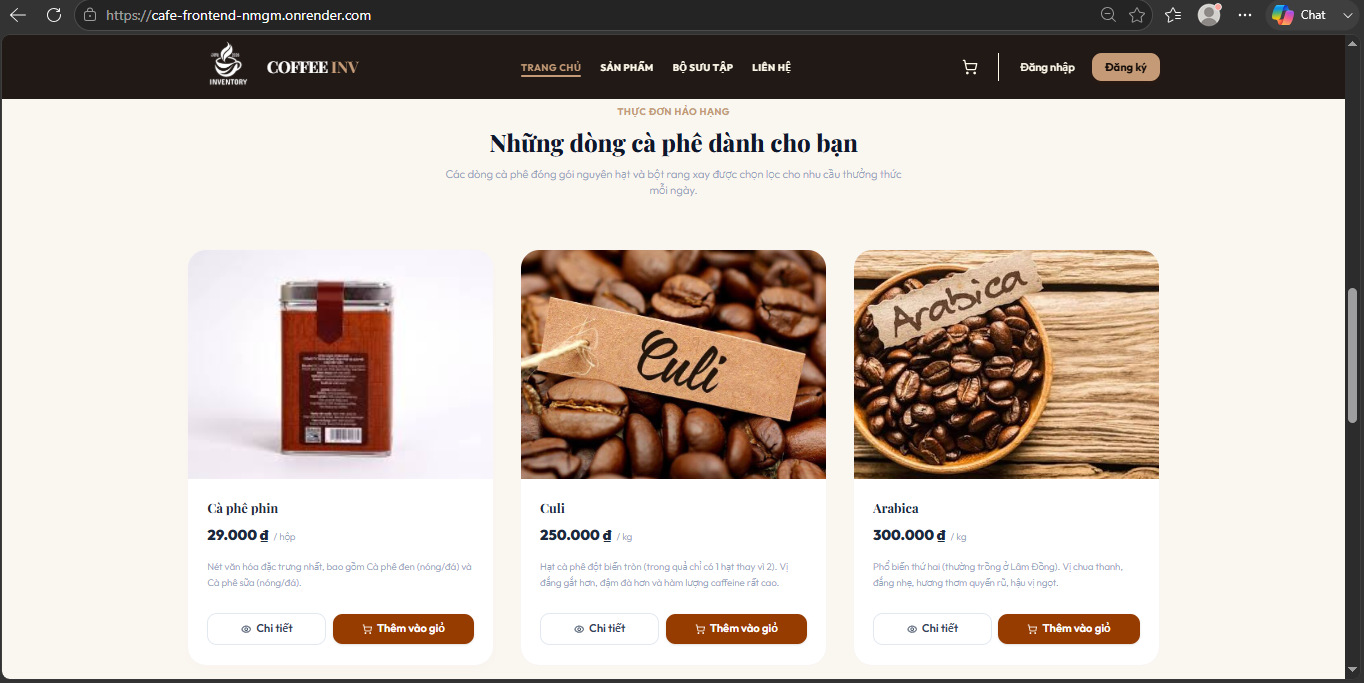 https://cafe-frontend-nmgm.onrender.com
Chat
INVENTORY
COFFEE INV
TRANG CHỦ
SẢN PHẨM
BỘ SƯU TẬP
LIÊN HỆ
Đăng nhập
Đăng ký
THỰC ĐƠN HẢO HẠNG
Những dòng cà phê dành cho bạn
Các dòng cà phê đóng gói nguyên hạt và bột rang xay được chọn lọc cho nhu cầu thưởng thức
mỗi ngày.
Culi
Arabica
Cà phê phin
29.000 ₫ / hộp
Nét văn hóa đặc trưng nhất, bao gồm Cà phê đen (nóng/đá) và
Cà phê sữa (nóng/đá).
Chi tiết
Thêm vào giỏ
Culi
250.000 ₫ / kg
Hạt cà phê đột biến tròn (trong quả chỉ có 1 hạt thay vì 2). Vị
đắng gắt hơn, đậm đà hơn và hàm lượng caffeine rất cao.
Chi tiết
Thêm vào giỏ
Arabica
300.000 ₫ / kg
Phổ biến thứ hai (thường trồng ở Lâm Đồng). Vị chua thanh,
đắng nhẹ, hương thơm quyến rũ, hậu vị ngọt.
Chi tiết
Thêm vào giỏ